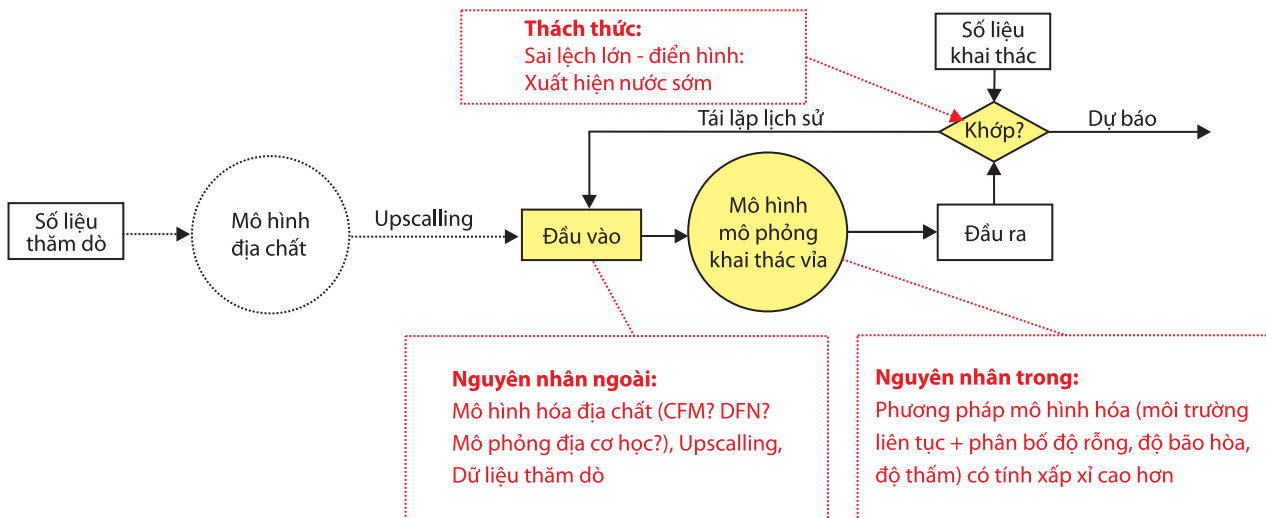 Thách thức:
Sai lệch lớn - điển hình:
Xuất hiện nước sớm
Số liệu
khai thác
Tái lặp lịch sử
Khớp?
Dự báo
Số liệu
thăm dò
Mô hình
địa chất
Upscalling
Đầu vào
Mô hình
mô phỏng
khai thác vỉa
Đầu ra
Nguyên nhân ngoài:
Mô hình hóa địa chất (CFM? DFN?
Mô phỏng địa cơ học?), Upscalling,
Dữ liệu thăm dò
Nguyên nhân trong:
Phương pháp mô hình hóa (môi trường
liên tục + phân bố độ rỗng, độ bão hòa,
độ thấm) có tính xấp xỉ cao hơn